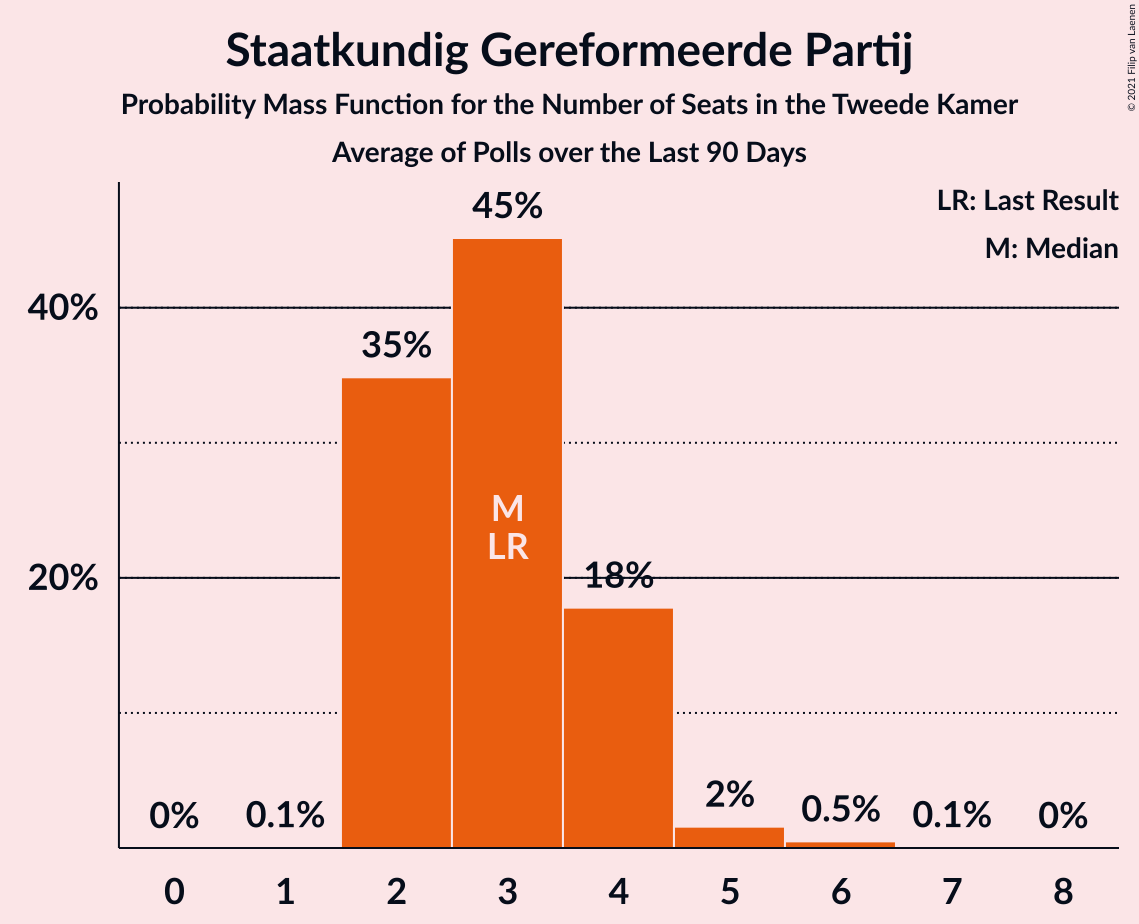 Staatkundig Gereformeerde Partij
Probability Mass Function for the Number of Seats in the Tweede Kamer
Average of Polls over the Last 90 Days
© 2021 Filip van Laenen
LR: Last Result
M: Median
45%
40%
35%
M
LR
20%
18%
0%
0.1%
2%
0.5%
0.1%
0%
0 1 2 3 4 5 6 7 8